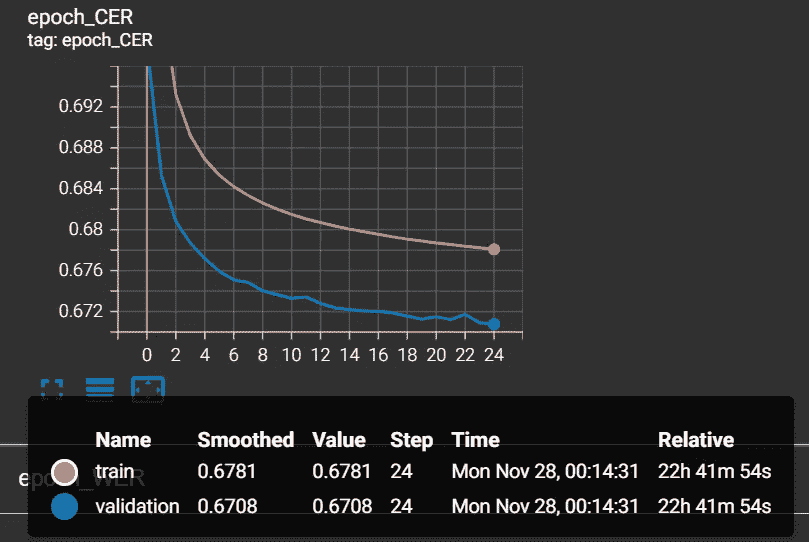 epoch_CER
tag: epoch_CER
0.692
0.688
0.684
0.68
0.676
0.672
0 2 4 6 8 10 12 14 16 18 20 22 24
Name Smoothed Value Step Time Relative
train 0.6781 0.6781 24 Mon Nov 28, 00:14:31 22h 41m 54s
epoch_WER
validation 0.6708 0.6708 24 Mon Nov 28, 00:14:31 22h 41m 54s